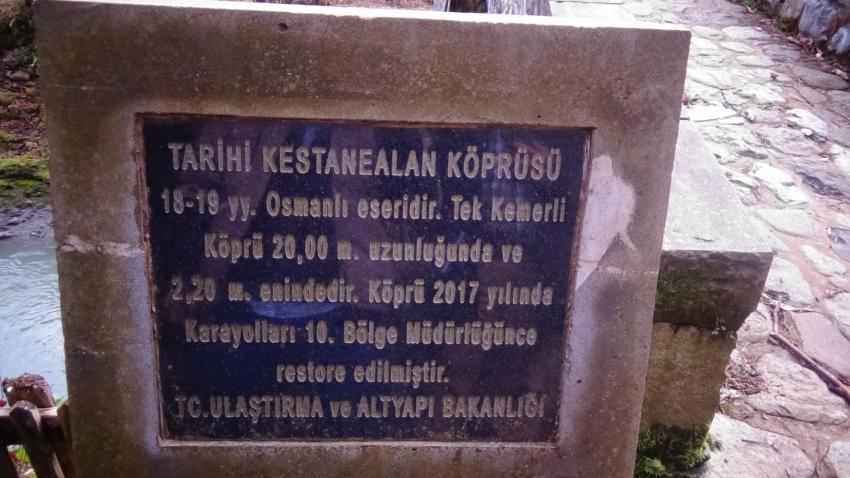 TARİHİ KESTANEALAN KÖPRÜSÜ
18-19 yy. Osmanlı eseridir. Tek Kemerli
Köprü 20,00 m. uzunluğunda ve
2,20 m. enindedir. Köprü 2017 yılında
Karayolları 10. Bölge Müdürlüğünce
restore edilmiştir.
TC.ULAŞTIRMA ve ALTYAPI BAKANLIĞI